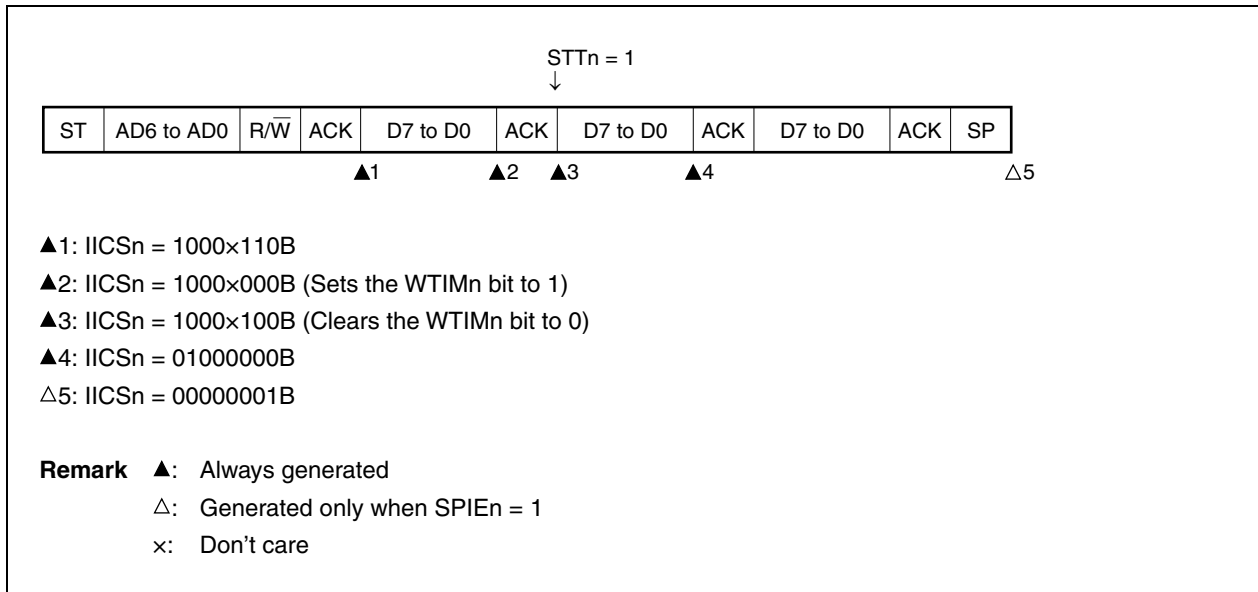 STTn = 1
↓
ST AD6 to AD0 R/W̅ ACK D7 to D0 ACK D7 to D0 ACK D7 to D0 ACK SP
▲1 ▲2 ▲3 ▲4 △5
▲1: IICSn = 1000×110B
▲2: IICSn = 1000×000B (Sets the WTIMn bit to 1)
▲3: IICSn = 1000×100B (Clears the WTIMn bit to 0)
▲4: IICSn = 01000000B
△5: IICSn = 00000001B
Remark ▲: Always generated
△: Generated only when SPIEn = 1
×: Don't care